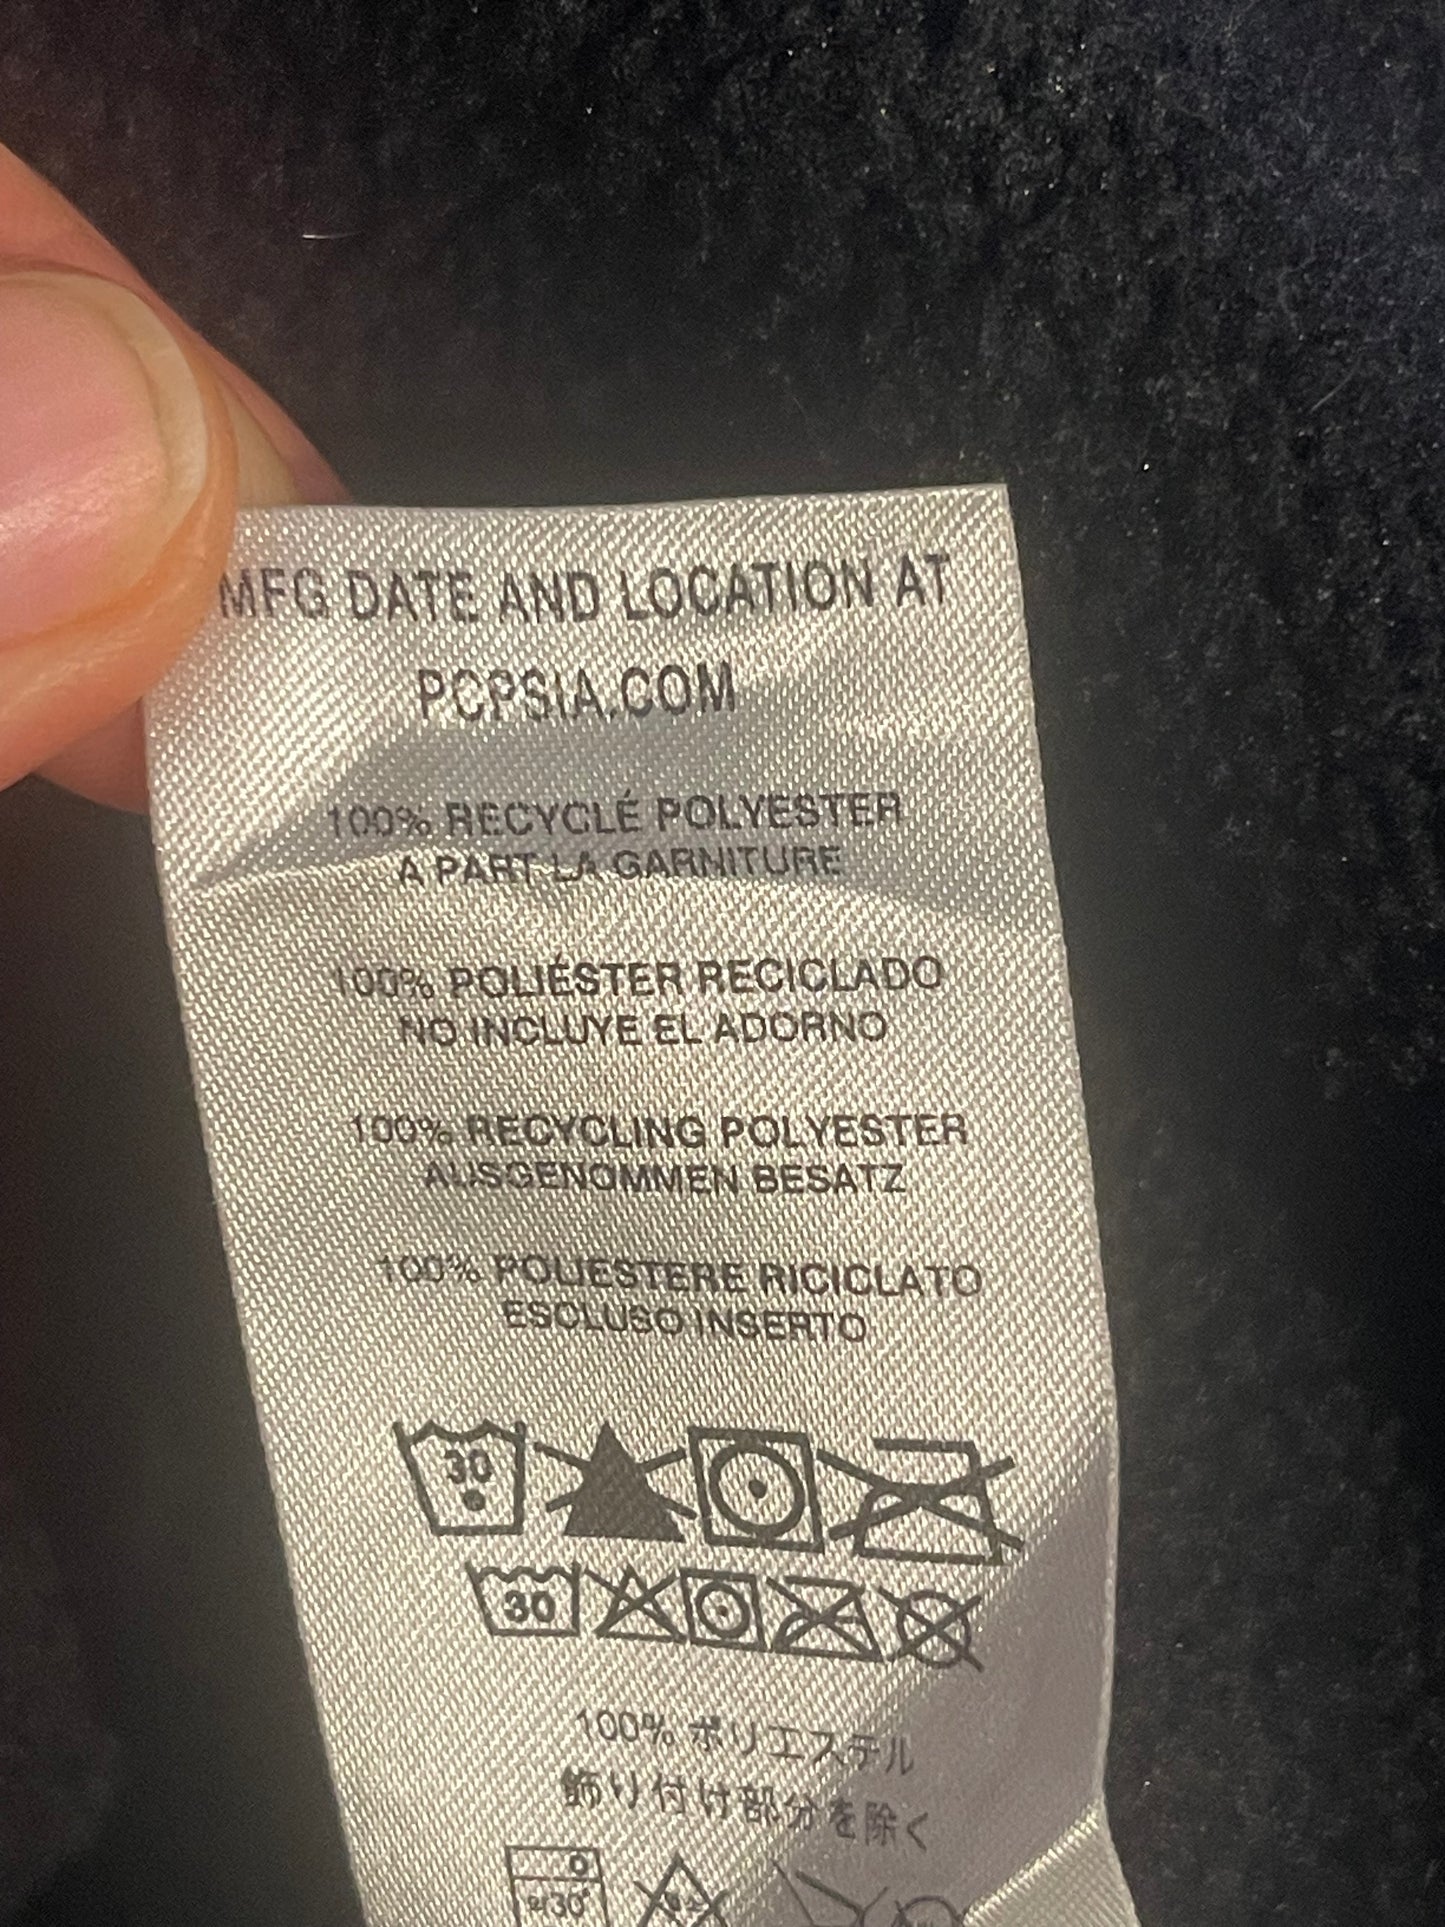 MFG DATE AND LOCATION AT
PCPSIA.COM
100% RECYCLÉ POLYESTER
A PART LA GARNITURE
100% POLIÉSTER RECICLADO
NO INCLUYE EL ADORNO
100% RECYCLING POLYESTER
AUSGENOMMEN BESATZ
100% POLIESTERE RICICLATO
ESCLUSO INSERTO
30
30
100% ポリエステル
飾り付け部分を除く